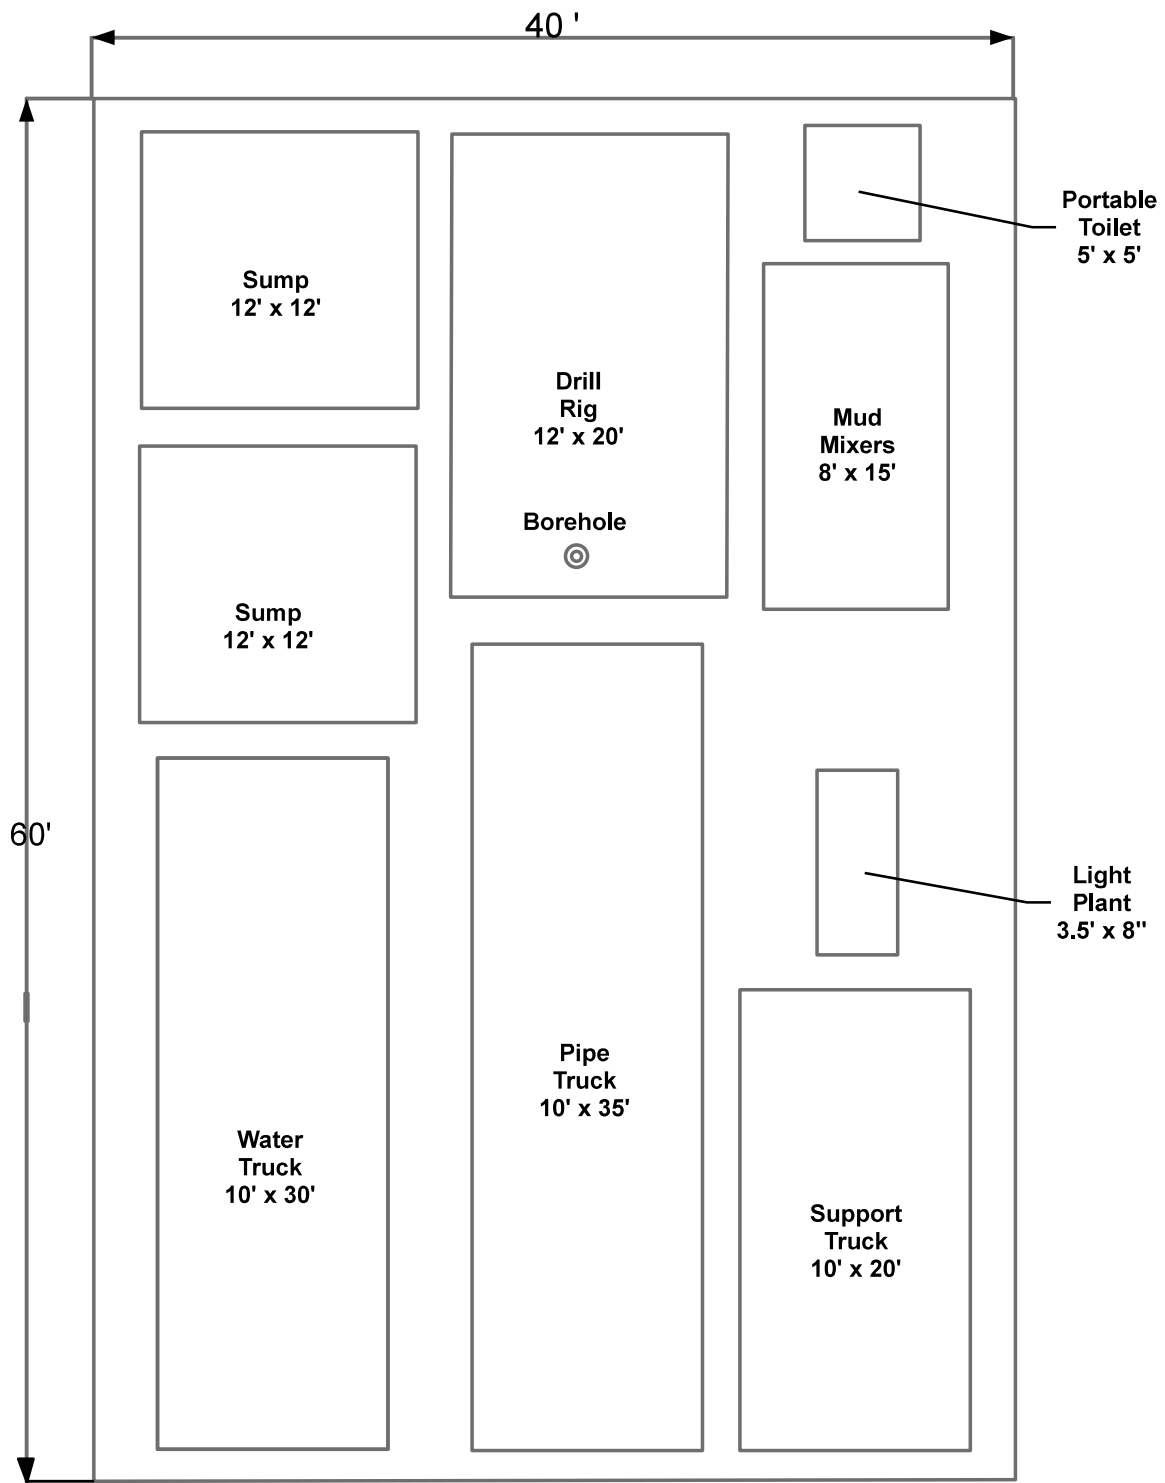 40 '
Portable
Toilet
5' x 5'
Sump
12' x 12'
Drill
Rig
12' x 20'
Mud
Mixers
8' x 15'
Borehole
Sump
12' x 12'
60'
Light
Plant
3.5' x 8"
Pipe
Truck
10' x 35'
Water
Truck
10' x 30'
Support
Truck
10' x 20'